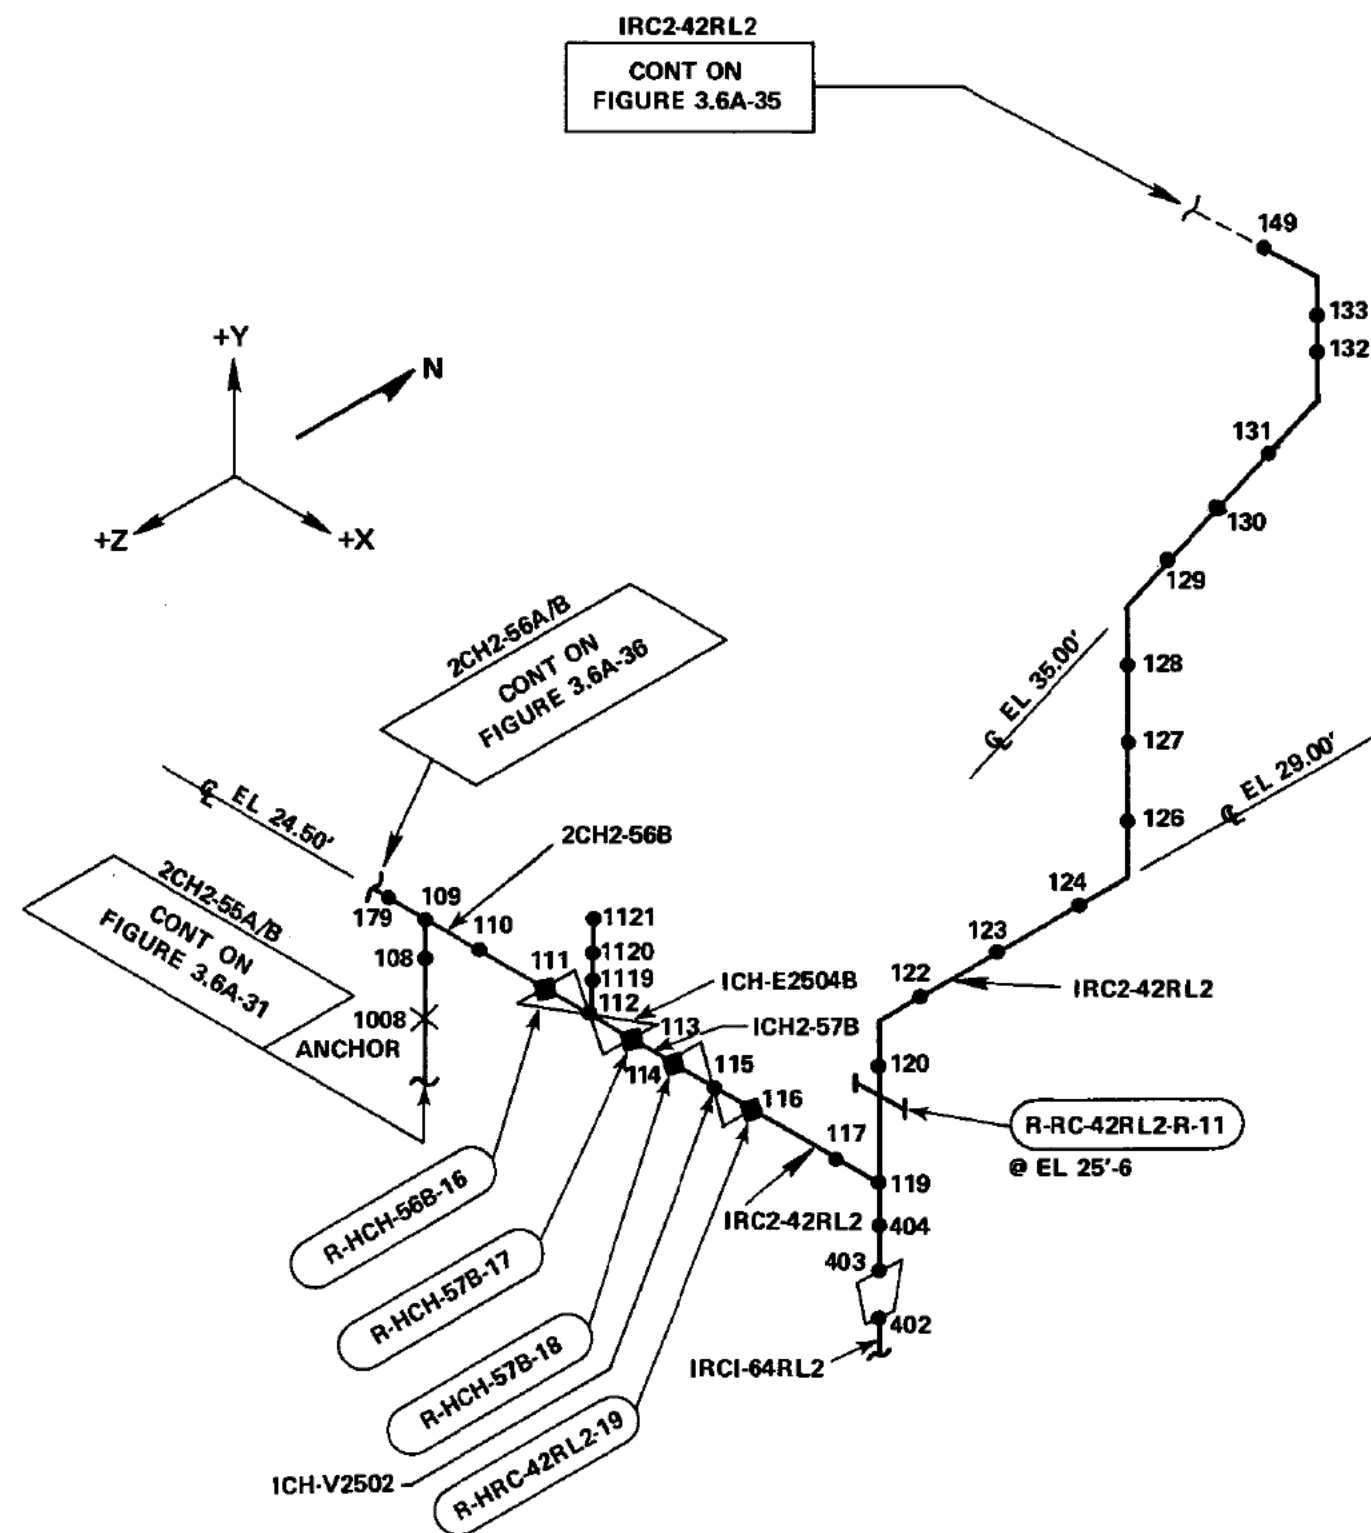 IRC2-42RL2
CONT ON
FIGURE 3.6A-35
149
133
132
+Y
N
131
+Z
+X
130
129
2CH2-56A/B
CONT ON
FIGURE 3.6A-36
128
℄ EL 35.00'
127
℄ EL 29.00'
126
℄ EL 24.50'
2CH2-56B
124
2CH2-55A/B
CONT ON
FIGURE 3.6A-31
179
109
110
1121
123
108
1120
111
1119
ICH-E2504B
122
IRC2-42RL2
1008
ANCHOR
112
113
ICH2-57B
114
115
120
116
R-RC-42RL2-R-11
@ EL 25'-6
117
119
R-HCH-56B-16
IRC2-42RL2
404
403
R-HCH-57B-17
402
IRCI-64RL2
R-HCH-57B-18
R-HRC-42RL2-19
1CH-V2502